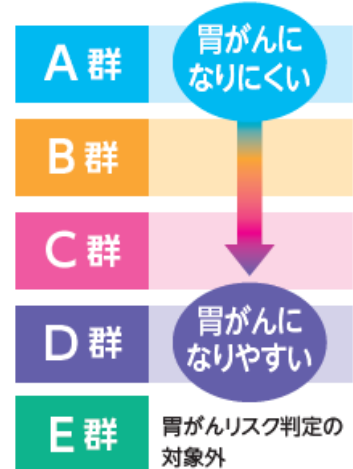 A群
胃がんに
なりにくい
B群
C群
D群
胃がんに
なりやすい
E群
胃がんリスク判定の
対象外